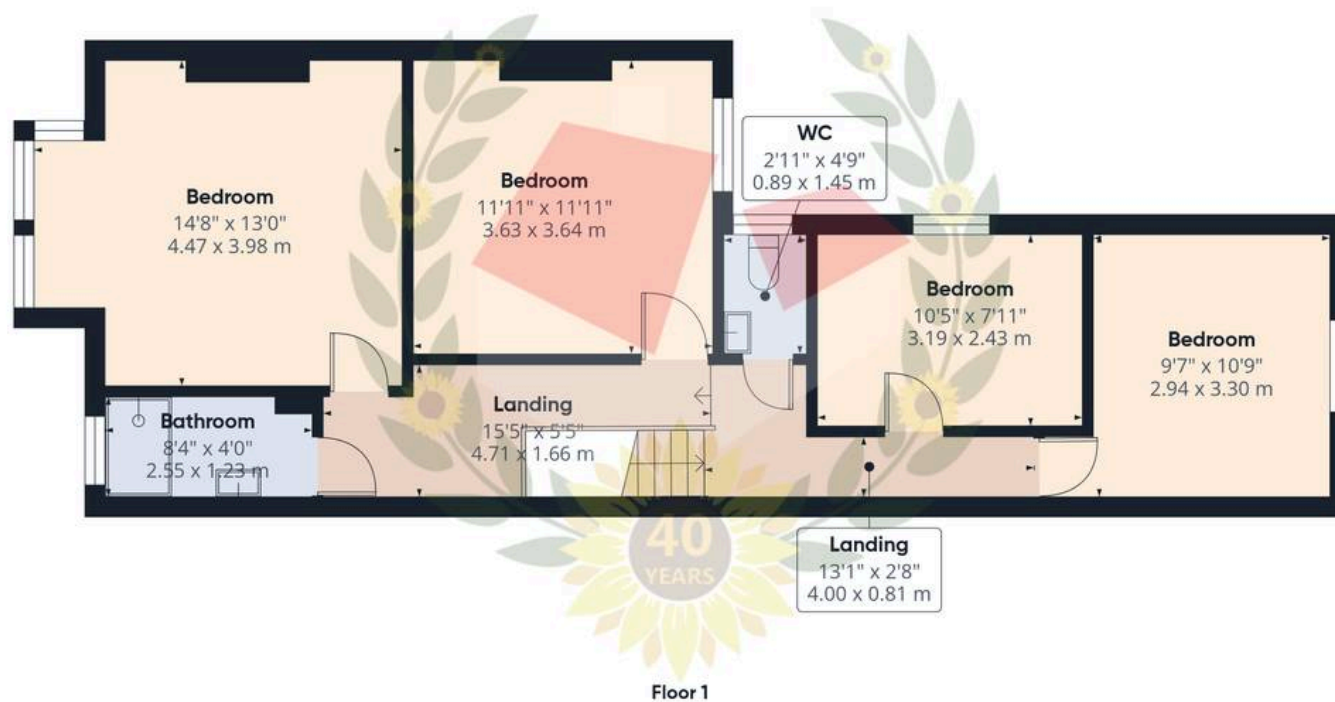 Bedroom
14'8" x 13'0"
4.47 x 3.98 m
Bedroom
11'11" x 11'11"
3.63 x 3.64 m
WC
2'11" x 4'9"
0.89 x 1.45 m
Bedroom
10'5" x 7'11"
3.19 x 2.43 m
Bedroom
9'7" x 10'9"
2.94 x 3.30 m
Bathroom
8'4" x 4'0"
2.55 x 1.23 m
Landing
15'5" x 5'5"
4.71 x 1.66 m
Landing
13'1" x 2'8"
4.00 x 0.81 m
40
YEARS
Floor 1